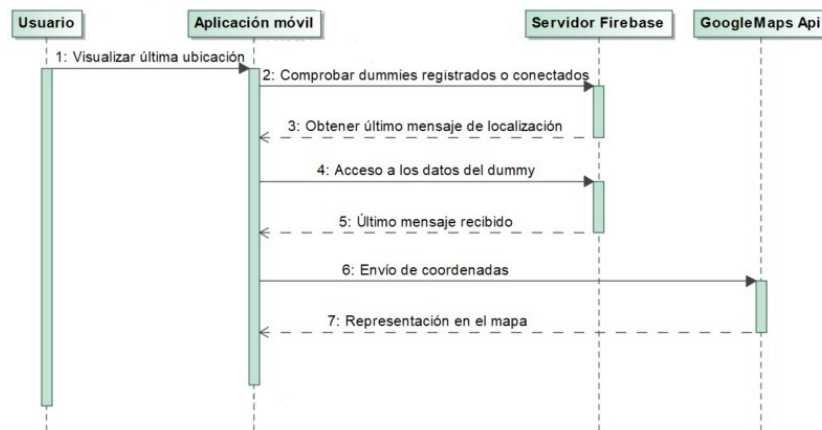 Usuario
Aplicación móvil
Servidor Firebase
GoogleMaps Api
1: Visualizar última ubicación
2: Comprobar dummies registrados o conectados
3: Obtener último mensaje de localización
4: Acceso a los datos del dummy
5: Último mensaje recibido
6: Envío de coordenadas
7: Representación en el mapa